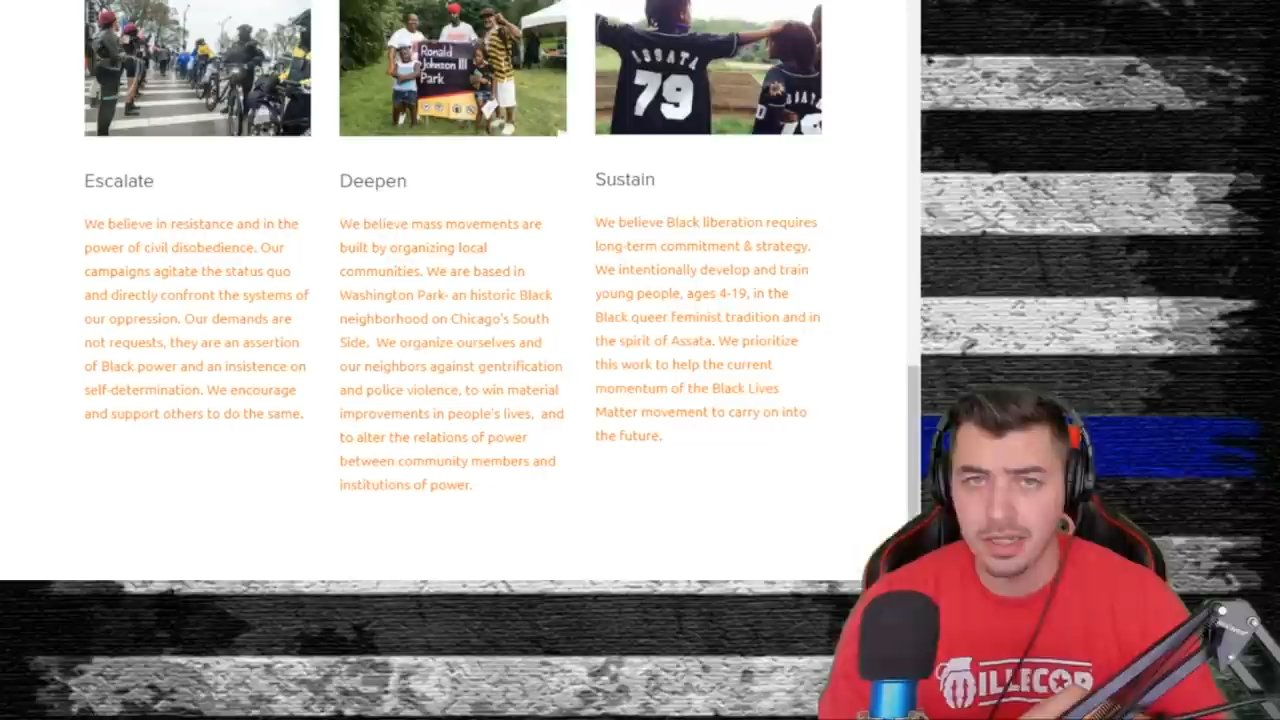 Ronald
Johnson III
Park
ASSATA
79
Escalate
We believe in resistance and in the
power of civil disobedience. Our
campaigns agitate the status quo
and directly confront the systems of
our oppression. Our demands are
not requests, they are an assertion
of Black power and an insistence on
self-determination. We encourage
and support others to do the same.
Deepen
We believe mass movements are
built by organizing local
communities. We are based in
Washington Park- an historic Black
neighborhood on Chicago's South
Side. We organize ourselves and
our neighbors against gentrification
and police violence, to win material
improvements in people's lives, and
to alter the relations of power
between community members and
institutions of power.
Sustain
We believe Black liberation requires
long-term commitment & strategy.
We intentionally develop and train
young people, ages 4-19, in the
Black queer feminist tradition and in
the spirit of Assata. We prioritize
this work to help the current
momentum of the Black Lives
Matter movement to carry on into
the future.
MILLECOP